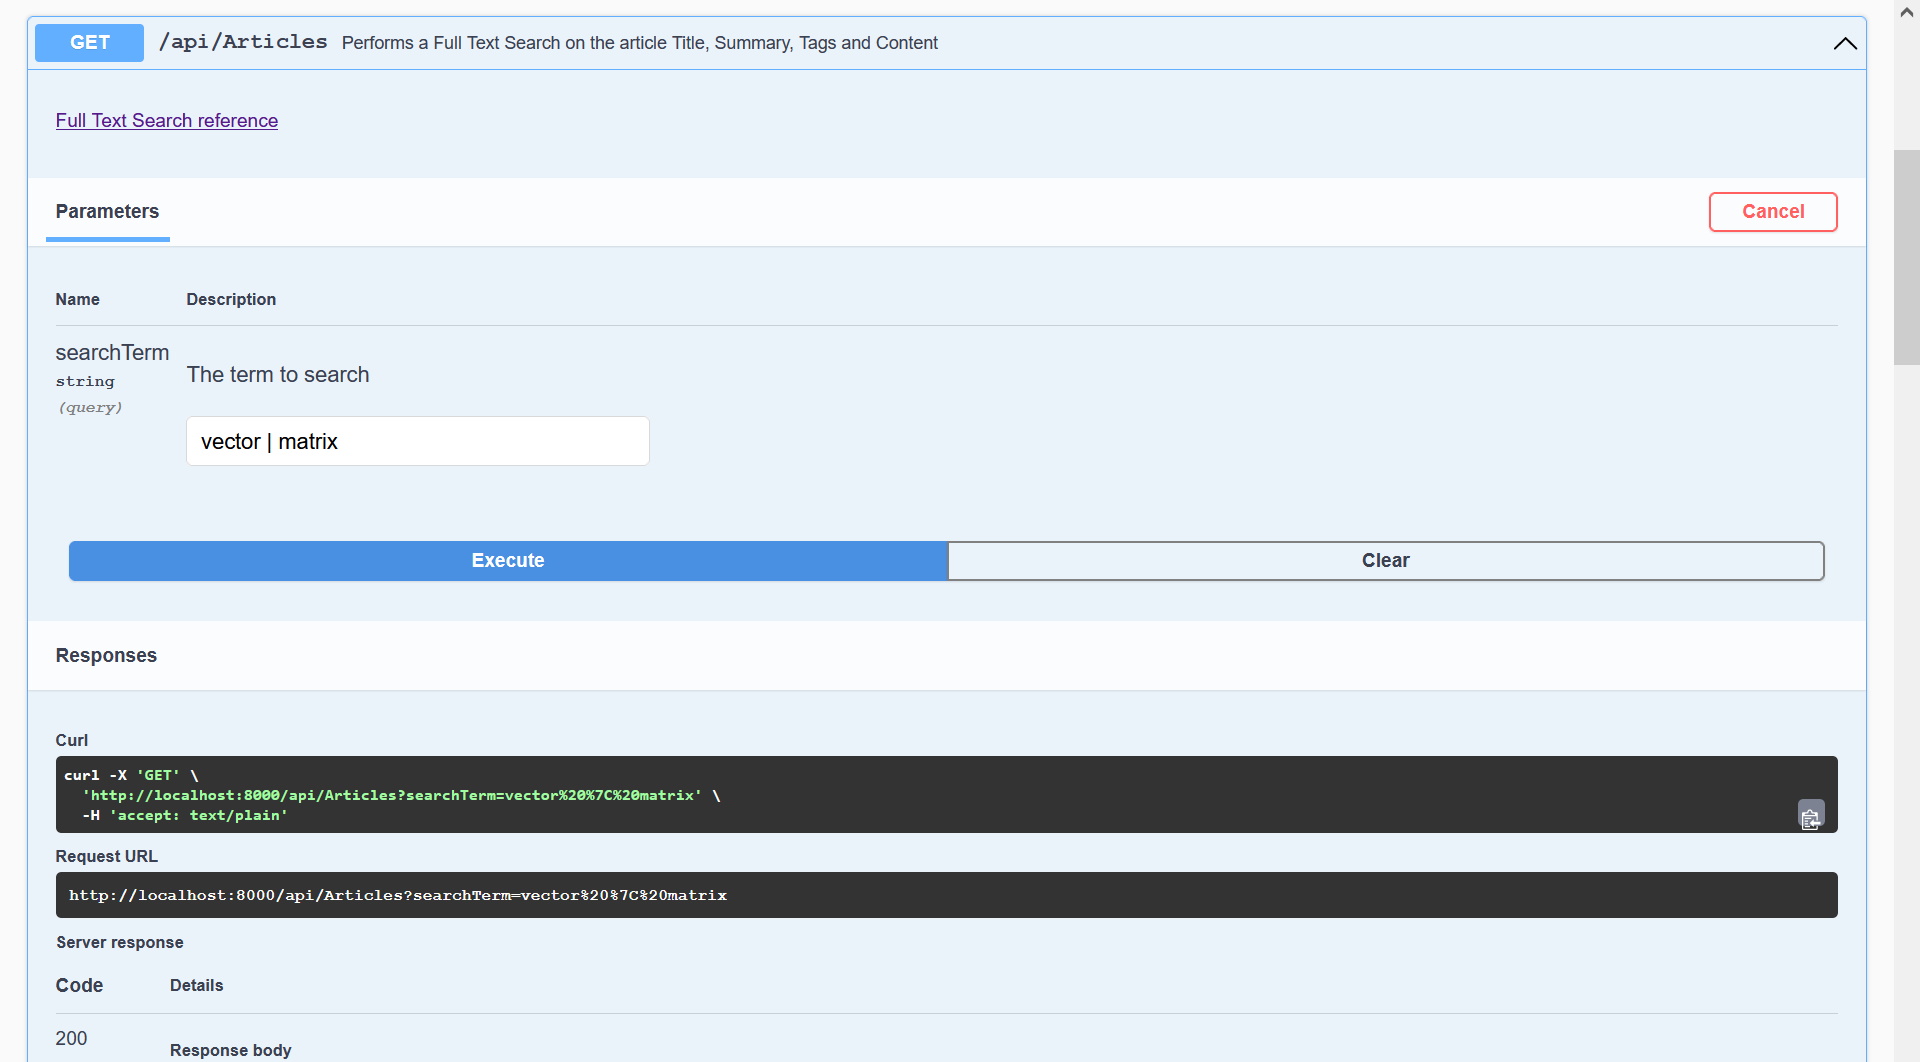 GET /api/Articles Performs a Full Text Search on the article Title, Summary, Tags and Content
Full Text Search reference
Parameters
Cancel
Name Description
searchTerm
string
(query)
The term to search
vector | matrix
Execute Clear
Responses
Curl
curl -X 'GET' \
  'http://localhost:8000/api/Articles?searchTerm=vector%20%7C%20matrix' \
  -H 'accept: text/plain'
Request URL
http://localhost:8000/api/Articles?searchTerm=vector%20%7C%20matrix
Server response
Code Details
200
Response body